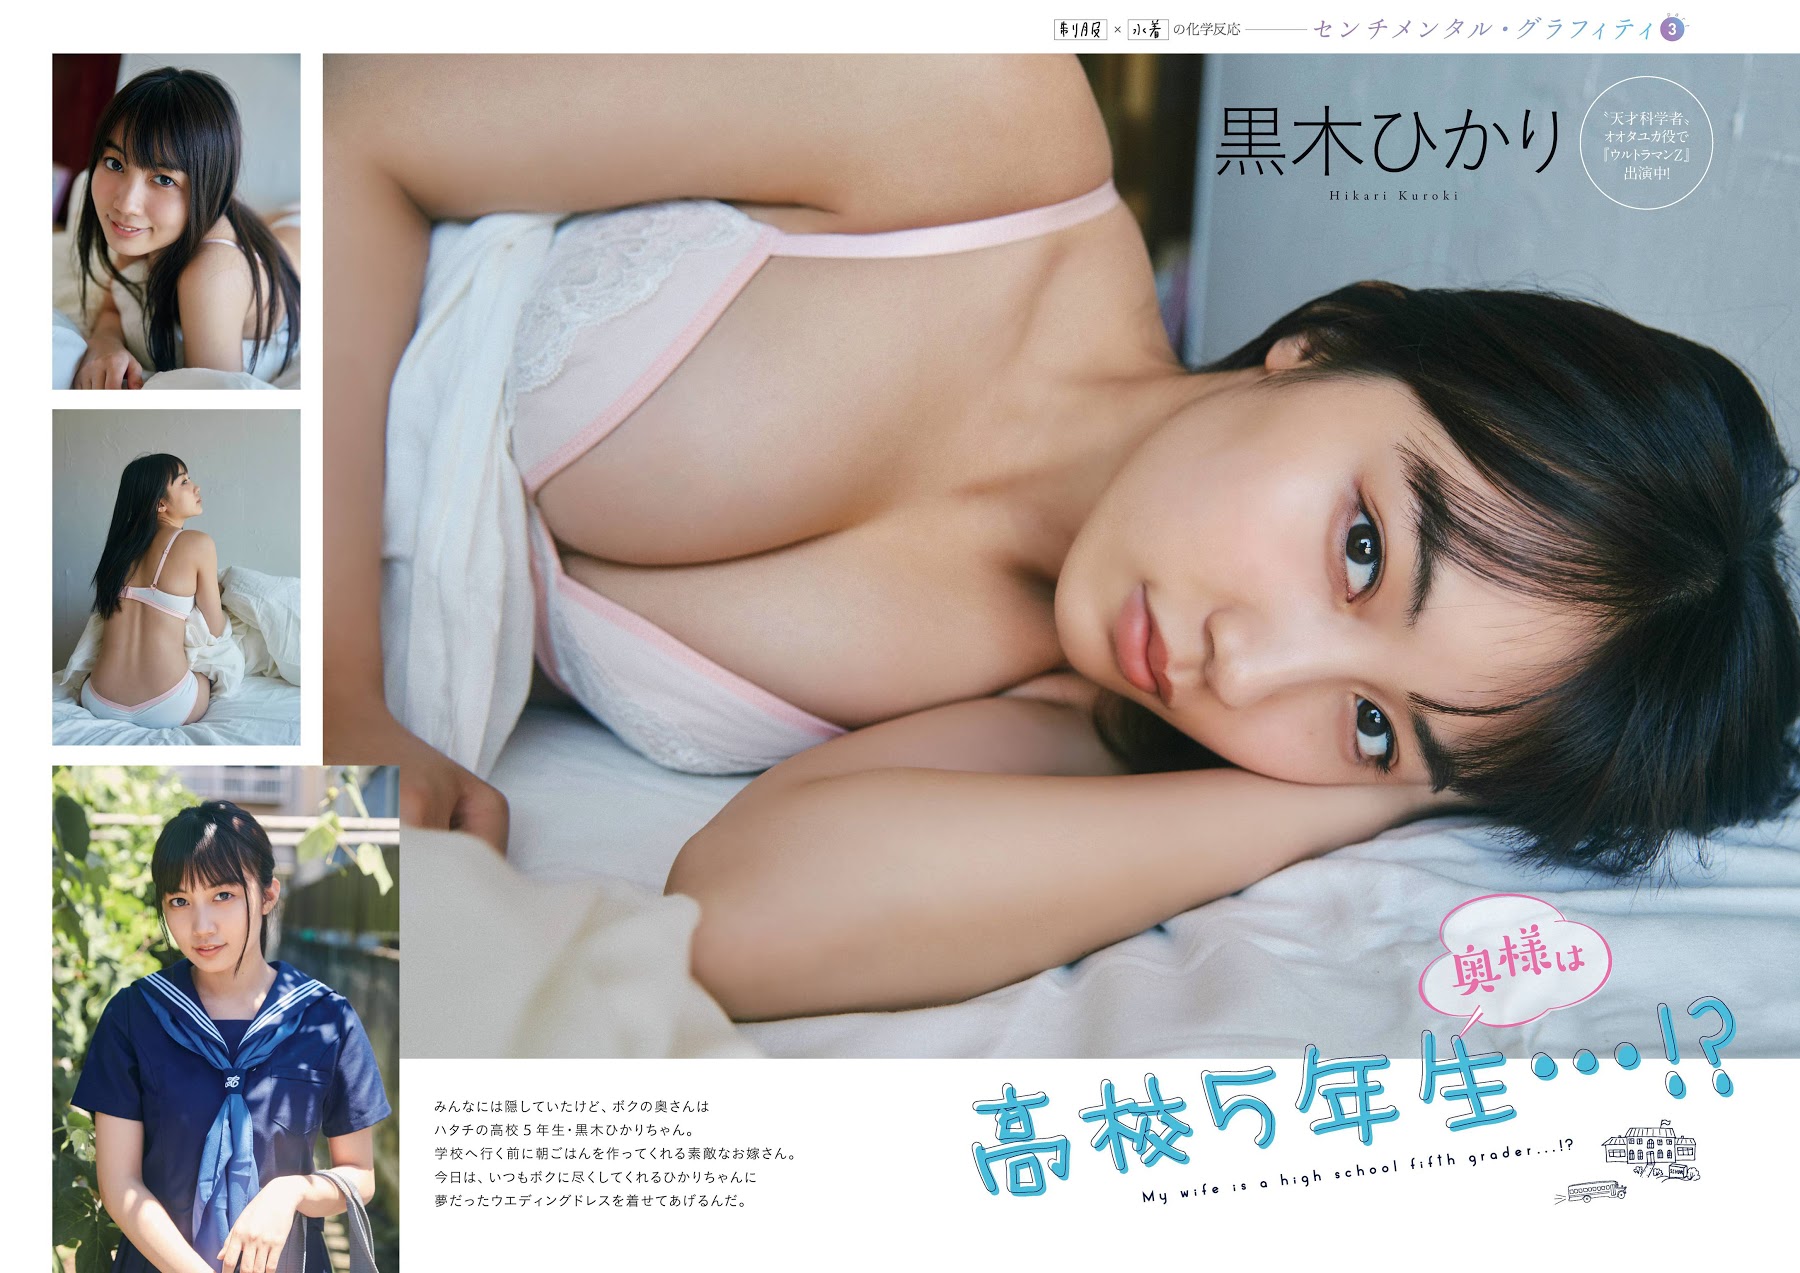 制服 × 水着 の化学反応 センチメンタル・グラフィティ 3
黒木ひかり
Hikari Kuroki
〝天才科学者〟
オオタユカ役で
『ウルトラマンZ』
出演中!
奥様は
高校5年生…!?
My wife is a high school fifth grader...!?
SCHOOL
みんなには隠していたけど、ボクの奥さんは
ハタチの高校5年生・黒木ひかりちゃん。
学校へ行く前に朝ごはんを作ってくれる素敵なお嫁さん。
今日は、いつもボクに尽くしてくれるひかりちゃんに
夢だったウエディングドレスを着せてあげるんだ。